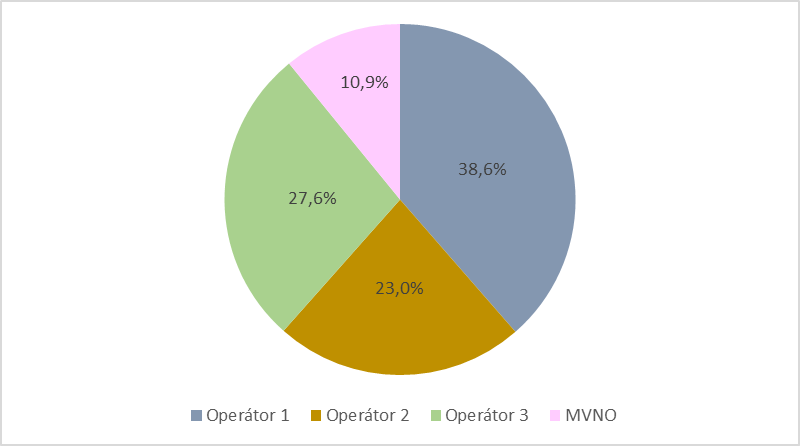 10,9%
38,6%
27,6%
23,0%
Operátor 1 Operátor 2 Operátor 3 MVNO